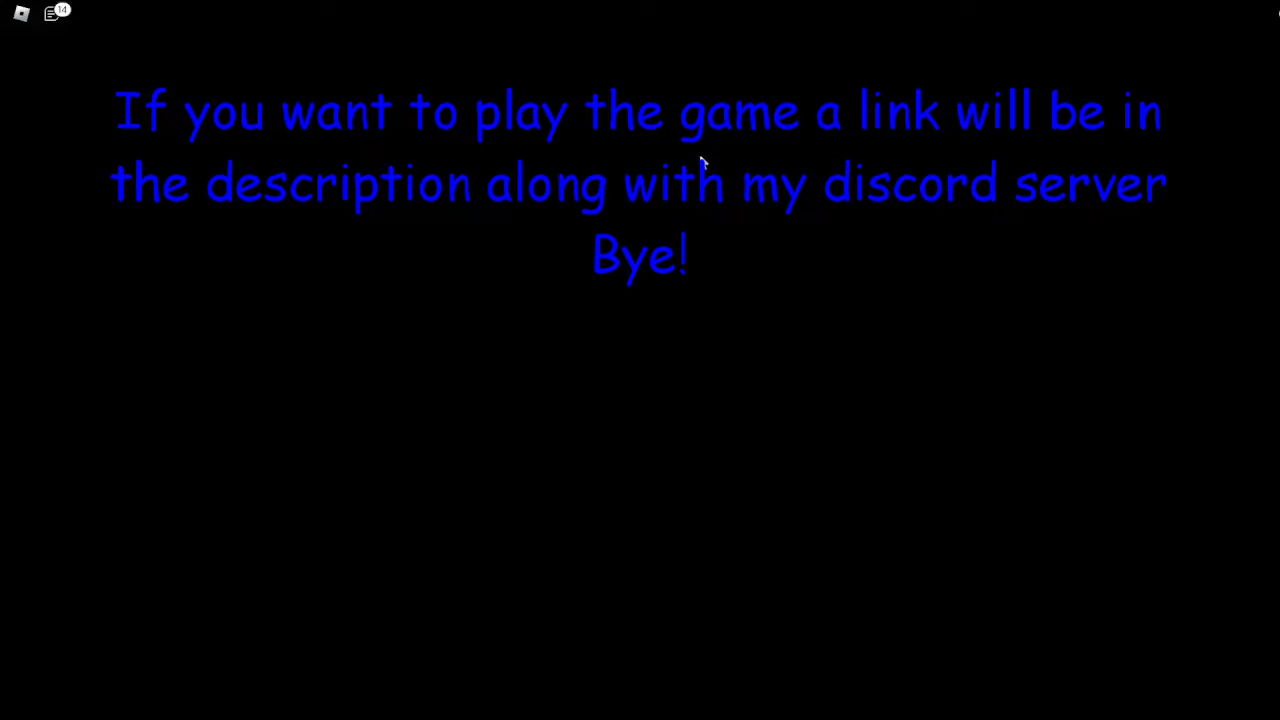 14
If you want to play the game a link will be in
the description along with my discord server
Bye!